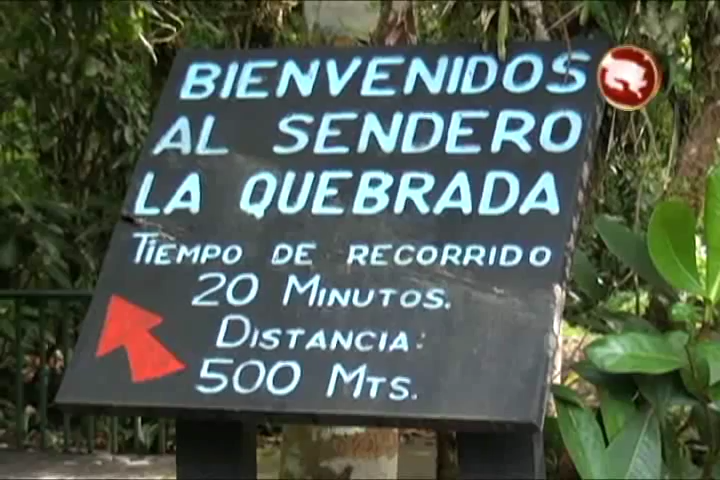 BIENVENIDOS
AL SENDERO
LA QUEBRADA
TIEMPO DE RECORRIDO
20 MINUTOS.
DISTANCIA:
500 MTS.